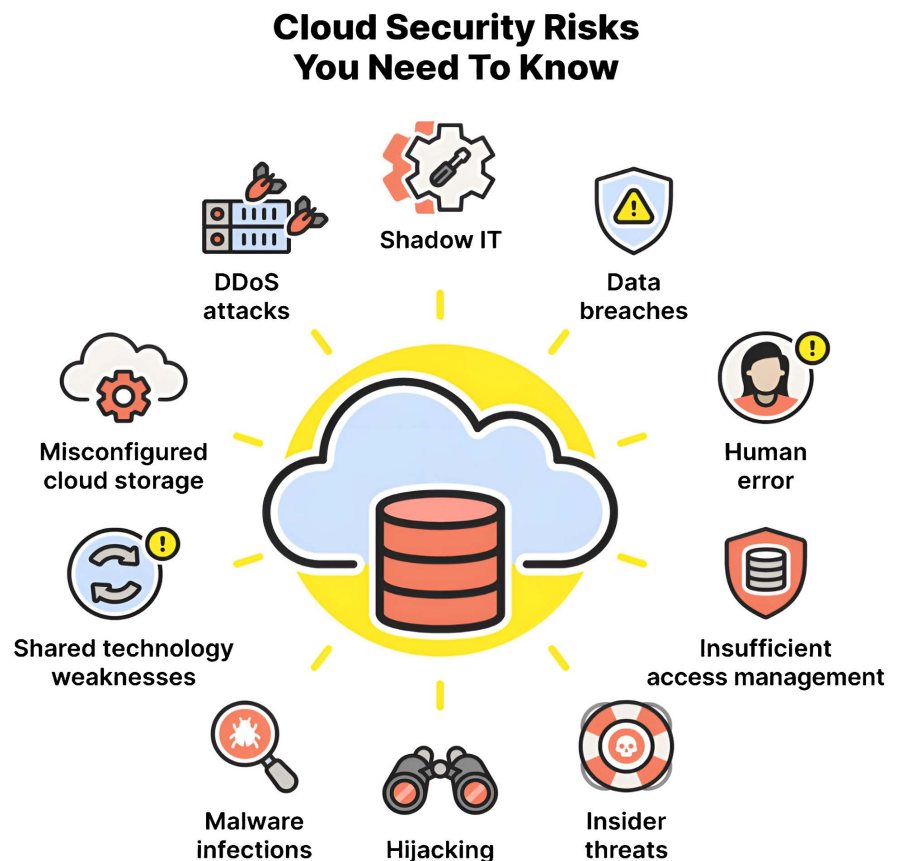 Cloud Security Risks
You Need To Know
Shadow IT
DDoS
attacks
Data
breaches
Misconfigured
cloud storage
Human
error
Shared technology
weaknesses
Insufficient
access management
Malware
infections
Hijacking
Insider
threats